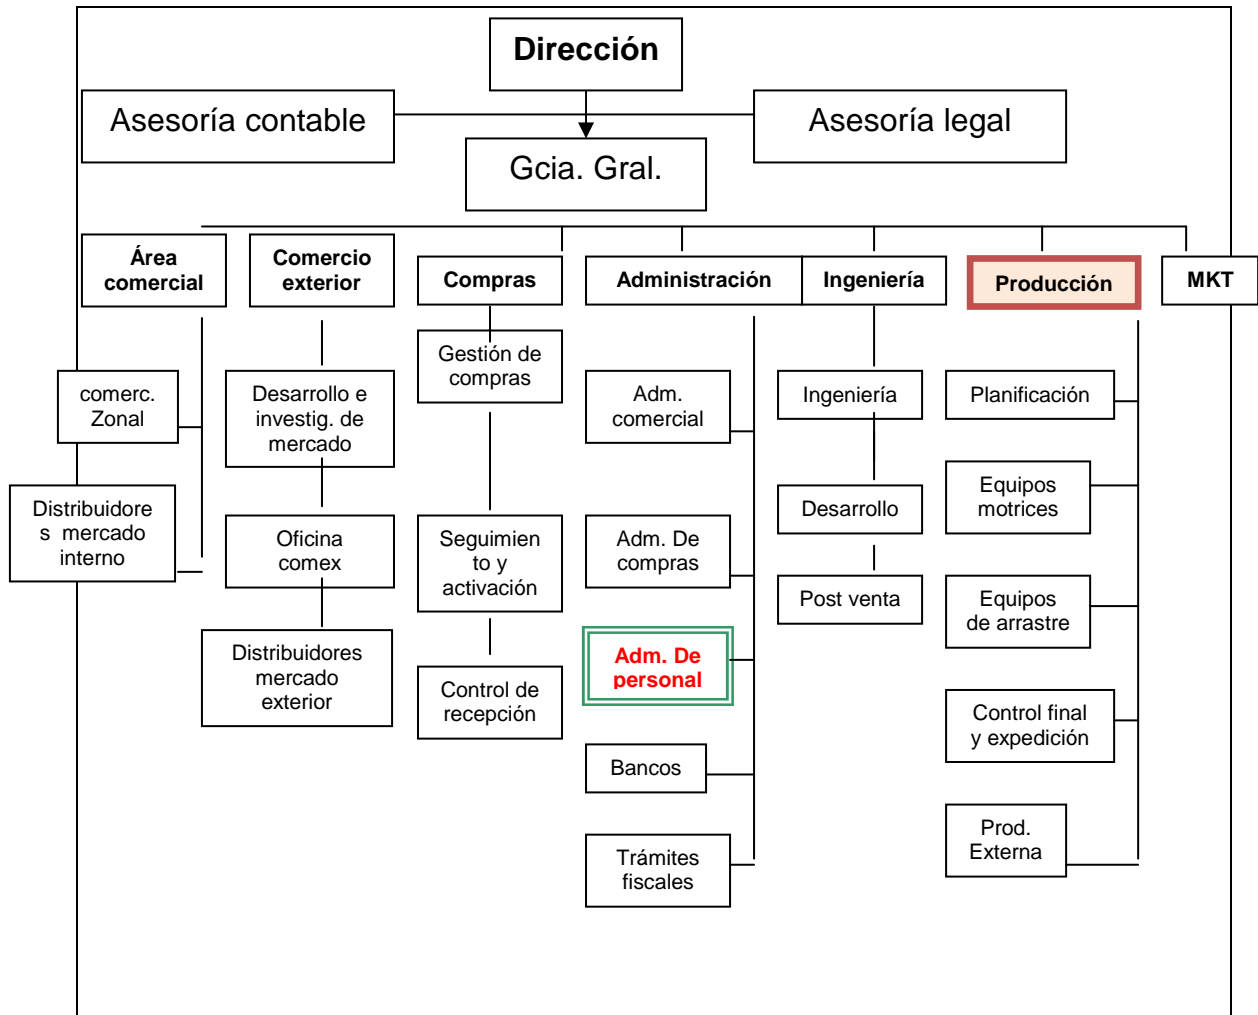 Dirección
Asesoría contable
Asesoría legal
Gcia. Gral.
Área
comercial
Comercio
exterior
Compras
Administración
Ingeniería
Producción
MKT
comerc.
Zonal
Distribuidore
s mercado
interno
Desarrollo e
investig. de
mercado
Oficina
comex
Distribuidores
mercado
exterior
Gestión de
compras
Seguimien
to y
activación
Control de
recepción
Adm.
comercial
Adm. De
compras
Adm. De
personal
Bancos
Trámites
fiscales
Ingeniería
Desarrollo
Post venta
Planificación
Equipos
motrices
Equipos
de arrastre
Control final
y expedición
Prod.
Externa